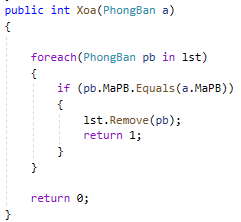 public int Xoa(PhongBan a)
{
foreach(PhongBan pb in lst)
{
if (pb.MaPB.Equals(a.MaPB))
{
lst.Remove(pb);
return 1;
}
}
return 0;
}